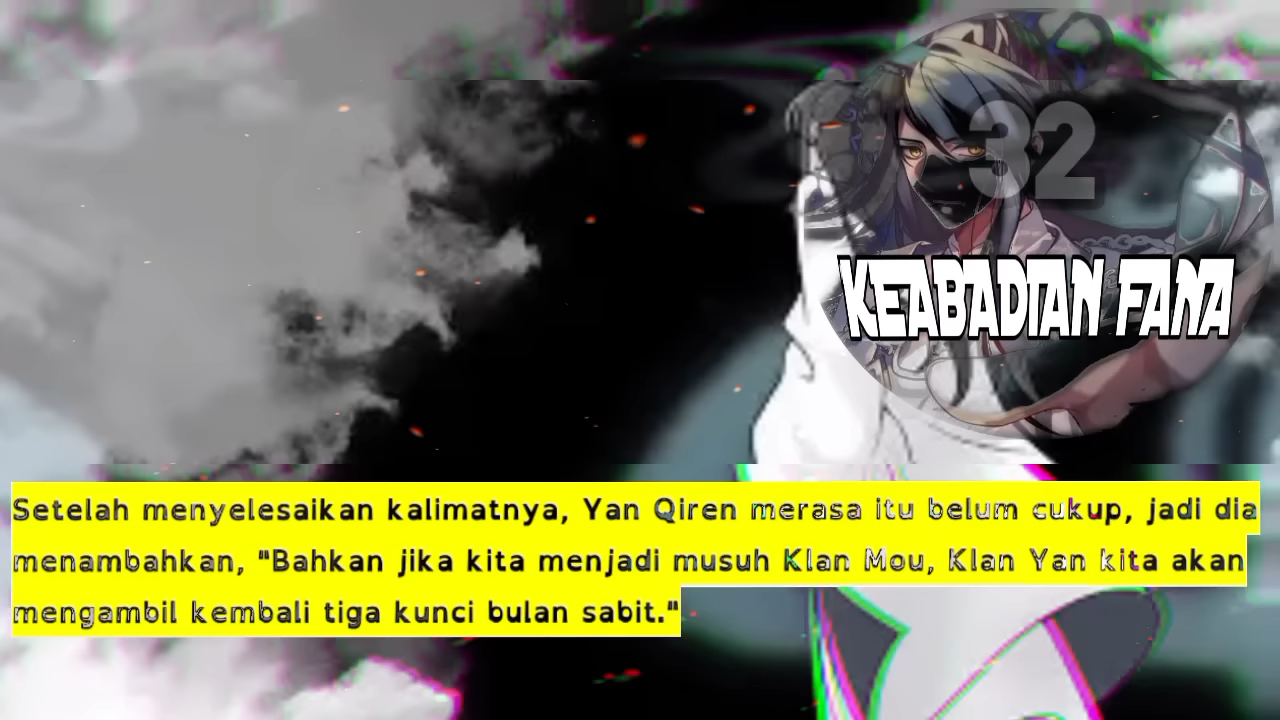 32
KEABADIAN FANA
Setelah menyelesaikan kalimatnya, Yan Qiren merasa itu belum cukup, jadi dia
menambahkan, "Bahkan jika kita menjadi musuh Klan Mou, Klan Yan kita akan
mengambil kembali tiga kunci bulan sabit."